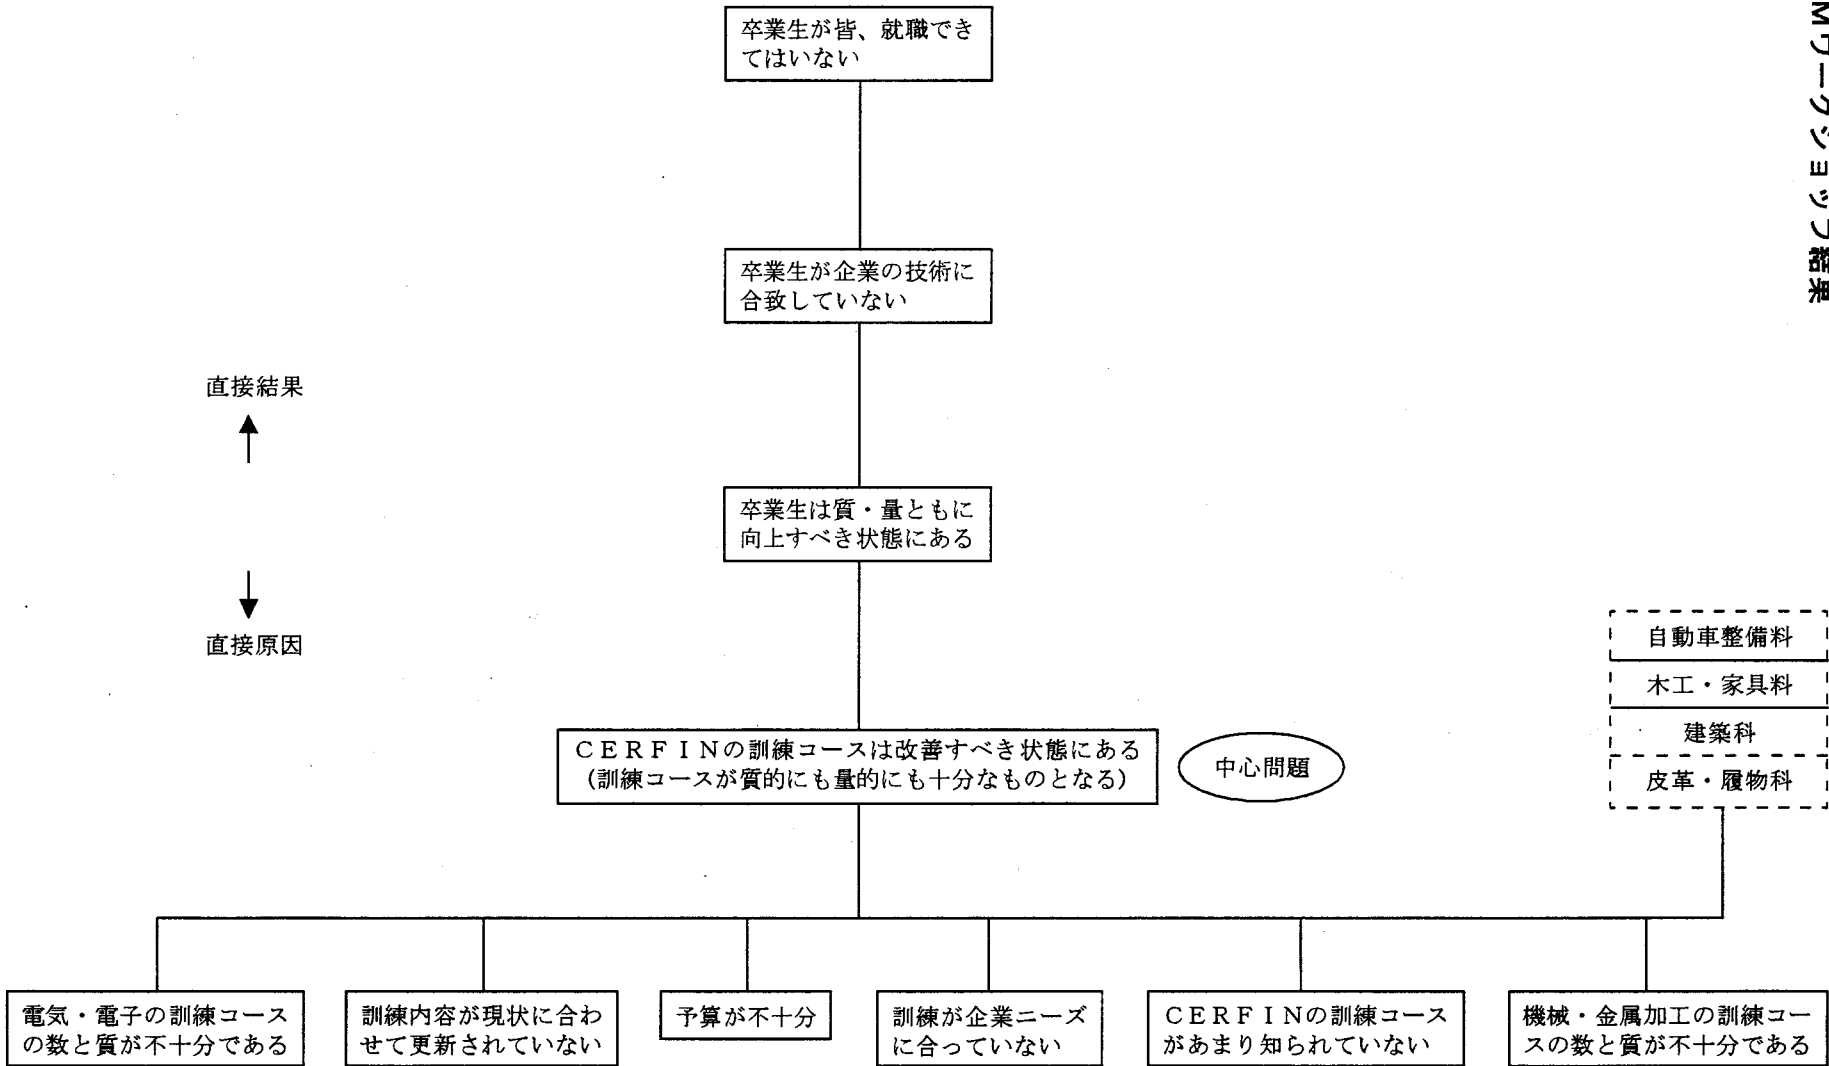 Mワークショップ結果
卒業生が皆、就職でき
てはいない
卒業生が企業の技術に
合致していない
直接結果
卒業生は質・量ともに
向上すべき状態にある
直接原因
自動車整備料
木工・家具料
建築科
皮革・履物科
CERFINの訓練コースは改善すべき状態にある
(訓練コースが質的にも量的にも十分なものとなる)
中心問題
電気・電子の訓練コース
の数と質が不十分である
訓練内容が現状に合わ
せて更新されていない
予算が不十分
訓練が企業ニーズ
に合っていない
CERFINの訓練コース
があまり知られていない
機械・金属加工の訓練コー
スの数と質が不十分である